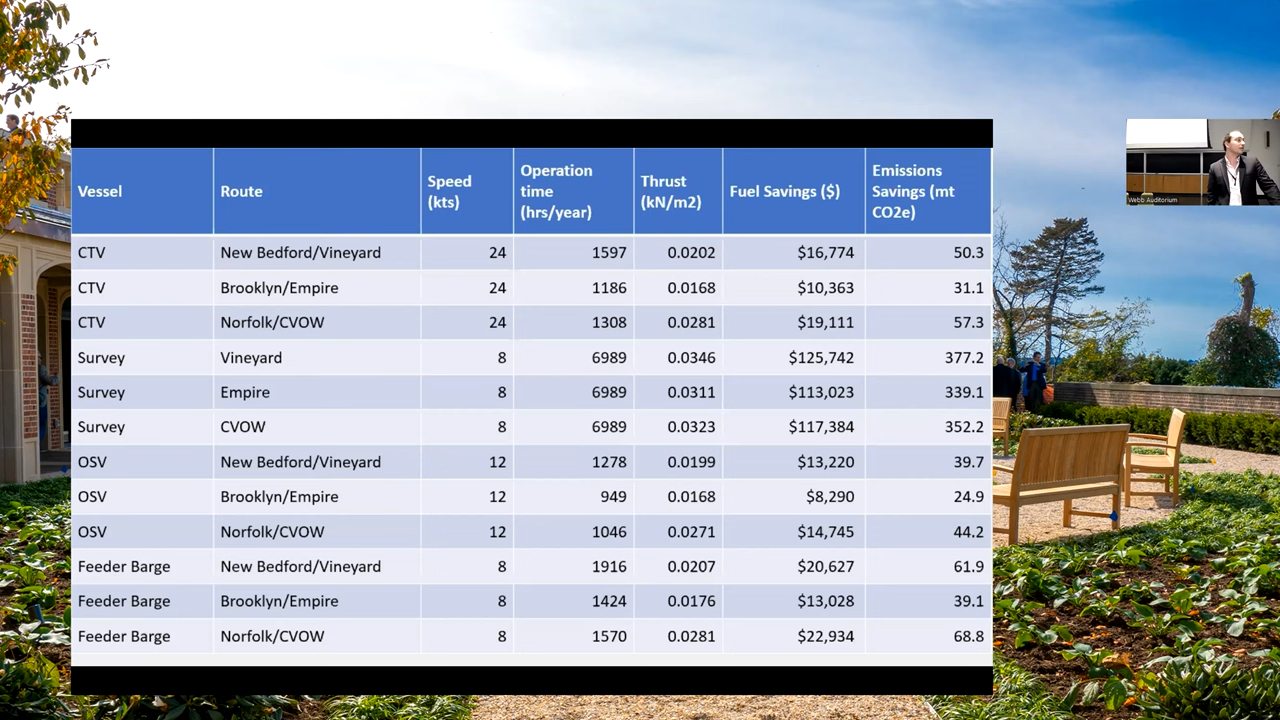 Vessel Route Speed (kts) Operation time (hrs/year) Thrust (kN/m2) Fuel Savings ($) Emissions Savings (mt CO2e)
CTV New Bedford/Vineyard 24 1597 0.0202 $16,774 50.3
CTV Brooklyn/Empire 24 1186 0.0168 $10,363 31.1
CTV Norfolk/CVOW 24 1308 0.0281 $19,111 57.3
Survey Vineyard 8 6989 0.0346 $125,742 377.2
Survey Empire 8 6989 0.0311 $113,023 339.1
Survey CVOW 8 6989 0.0323 $117,384 352.2
OSV New Bedford/Vineyard 12 1278 0.0199 $13,220 39.7
OSV Brooklyn/Empire 12 949 0.0168 $8,290 24.9
OSV Norfolk/CVOW 12 1046 0.0271 $14,745 44.2
Feeder Barge New Bedford/Vineyard 8 1916 0.0207 $20,627 61.9
Feeder Barge Brooklyn/Empire 8 1424 0.0176 $13,028 39.1
Feeder Barge Norfolk/CVOW 8 1570 0.0281 $22,934 68.8
Webb Auditorium